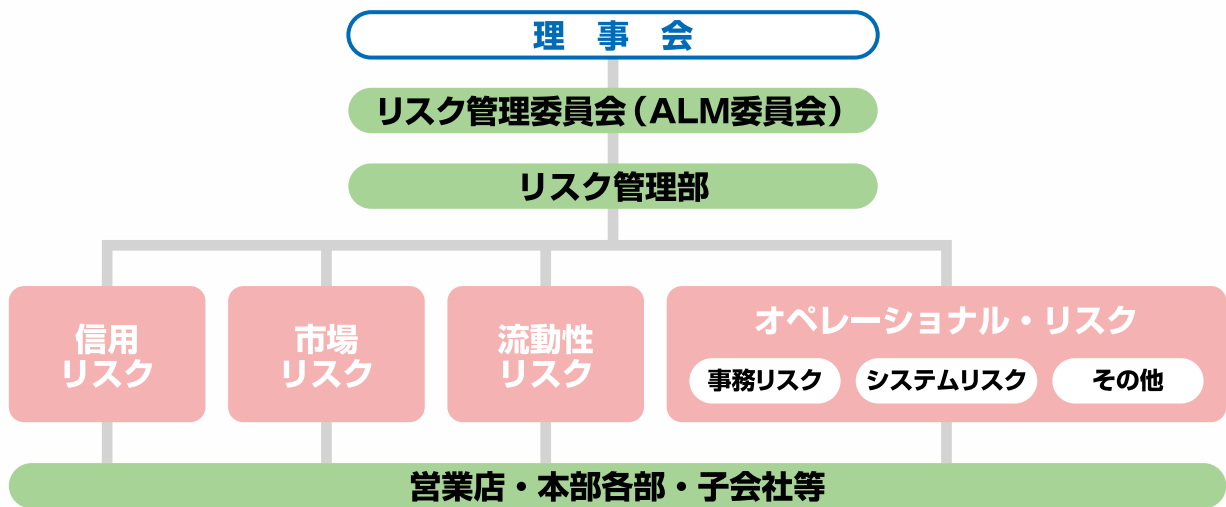 理 事 会
リスク管理委員会（ALM委員会）
リスク管理部
信用
リスク
市場
リスク
流動性
リスク
オペレーショナル・リスク
事務リスク
システムリスク
その他
営業店・本部各部・子会社等